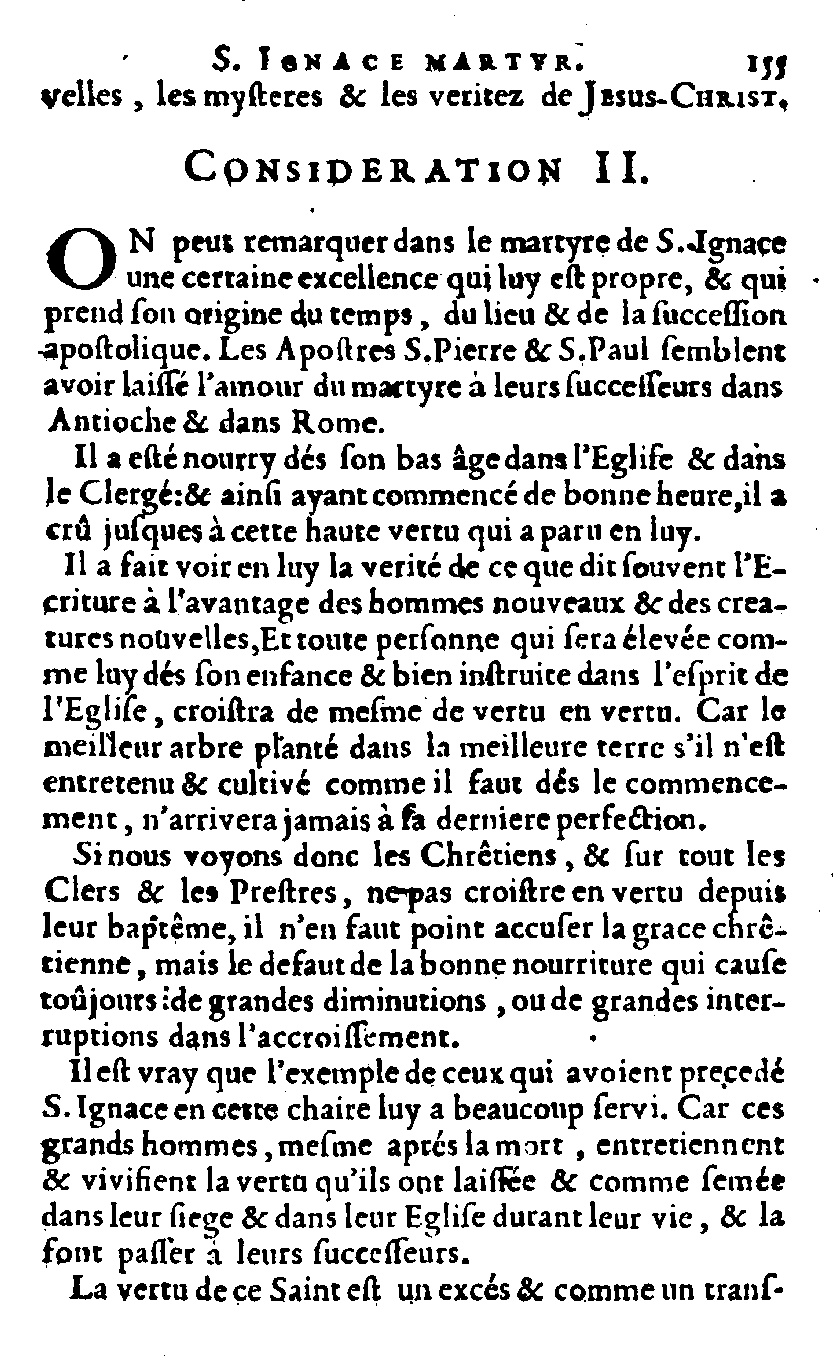 S. IGNACE MARTYR. 155
velles, les myſteres & les veritez de JESUS-CHRIST,
CONSIDERATION II.
ON peut remarquer dans le martyre de S. Ignace
une certaine excellence qui luy eſt propre, & qui
prend ſon origine du temps, du lieu & de la ſucceſſion
apoſtolique. Les Apoſtres S. Pierre & S. Paul ſemblent
avoir laiſſé l'amour du martyre à leurs ſucceſſeurs dans
Antioche & dans Rome.
Il a eſté nourry dés ſon bas âge dans l'Egliſe & dans
le Clergé: & ainſi ayant commencé de bonne heure, il a
crû juſques à cette haute vertu qui a paru en luy.
Il a fait voir en luy la verité de ce que dit ſouvent l'E-
criture à l'avantage des hommes nouveaux & des crea-
tures nouvelles, Et toute perſonne qui ſera élevée com-
me luy dés ſon enfance & bien inſtruite dans l'eſprit de
l'Egliſe, croiſtra de meſme de vertu en vertu. Car le
meilleur arbre planté dans la meilleure terre s'il n'eſt
entretenu & cultivé comme il faut dés le commence-
ment, n'arrivera jamais à ſa derniere perfection.
Si nous voyons donc les Chrêtiens, & ſur tout les
Clers & les Preſtres, ne pas croiſtre en vertu depuis
leur baptême, il n'en faut point accuſer la grace chrê-
tienne, mais le defaut de la bonne nourriture qui cauſe
toûjours de grandes diminutions, ou de grandes inter-
ruptions dans l'accroiſſement.
Il eſt vray que l'exemple de ceux qui avoient precedé
S. Ignace en cette chaire luy a beaucoup ſervi. Car ces
grands hommes, meſme aprés la mort, entretiennent
& vivifient la vertu qu'ils ont laiſſée & comme ſemée
dans leur ſiege & dans leur Egliſe durant leur vie, & la
font paſſer à leurs ſucceſſeurs.
La vertu de ce Saint eſt un excés & comme un tranſ-